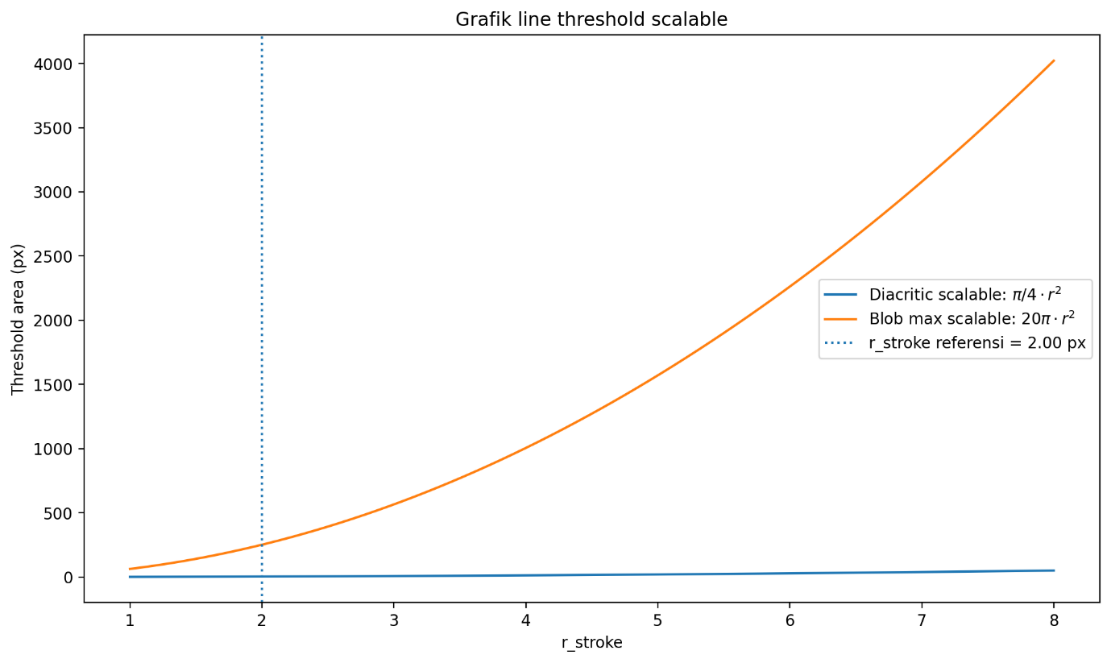 Grafik line threshold scalable
Threshold area (px)
4000
3500
3000
2500
2000
1500
1000
500
0
Diacritic scalable: π/4 · r²
Blob max scalable: 20π · r²
r_stroke referensi = 2.00 px
1 2 3 4 5 6 7 8
r_stroke